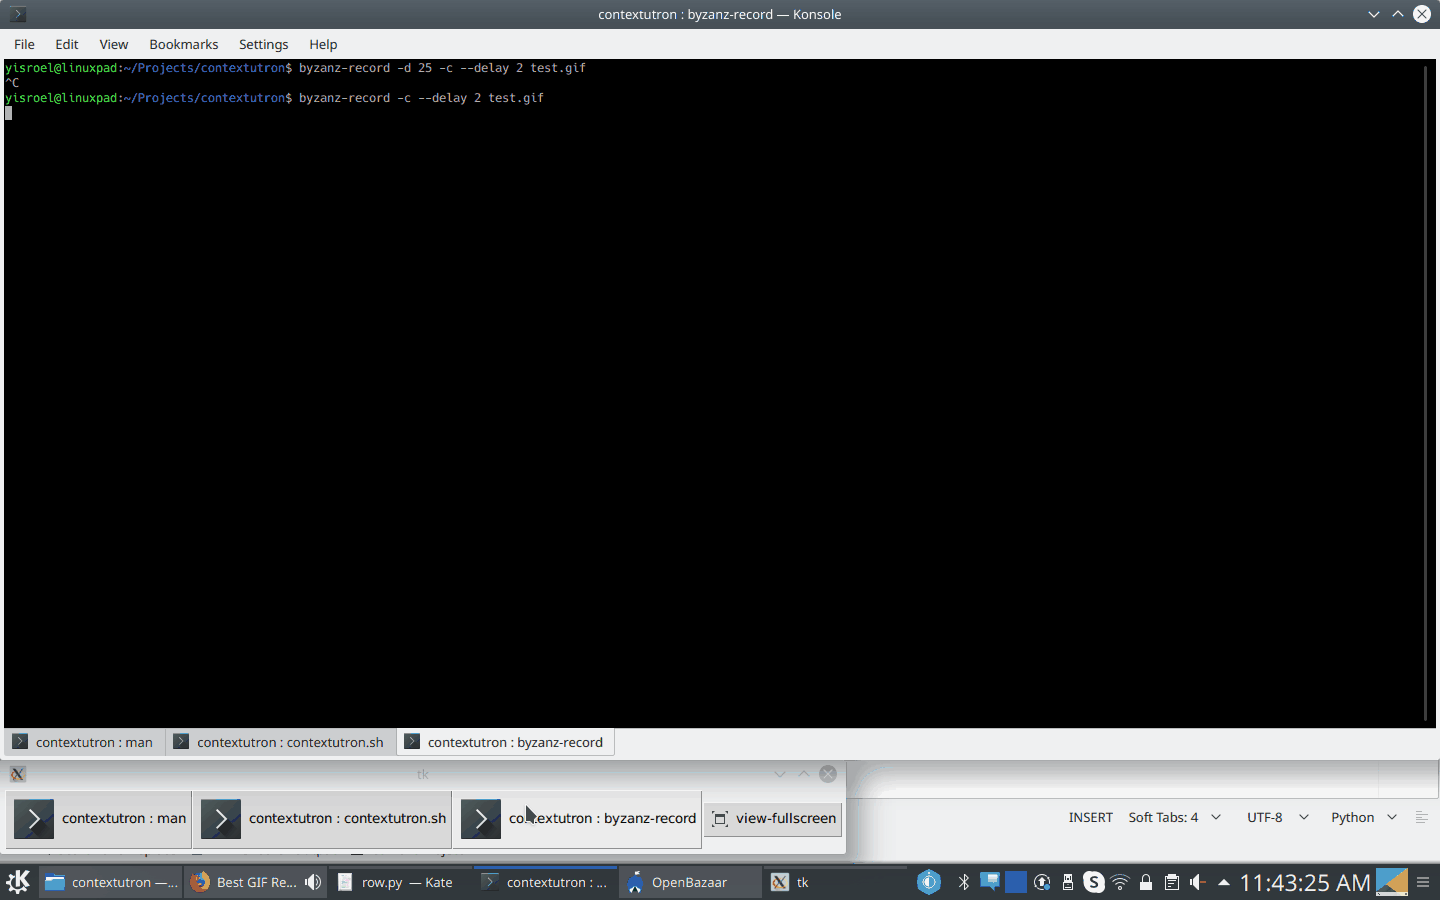 contextutron : byzanz-record — Konsole
File Edit View Bookmarks Settings Help
yisroel@linuxpad:~/Projects/contextutron$ byzanz-record -d 25 -c --delay 2 test.gif
^C
yisroel@linuxpad:~/Projects/contextutron$ byzanz-record -c --delay 2 test.gif
contextutron : man contextutron : contextutron.sh contextutron : byzanz-record
tk
contextutron : man contextutron : contextutron.sh contextutron : byzanz-record view-fullscreen
INSERT Soft Tabs: 4 UTF-8 Python
contextutron —... Best GIF Re... row.py — Kate contextutron : ... OpenBazaar tk 11:43:25 AM